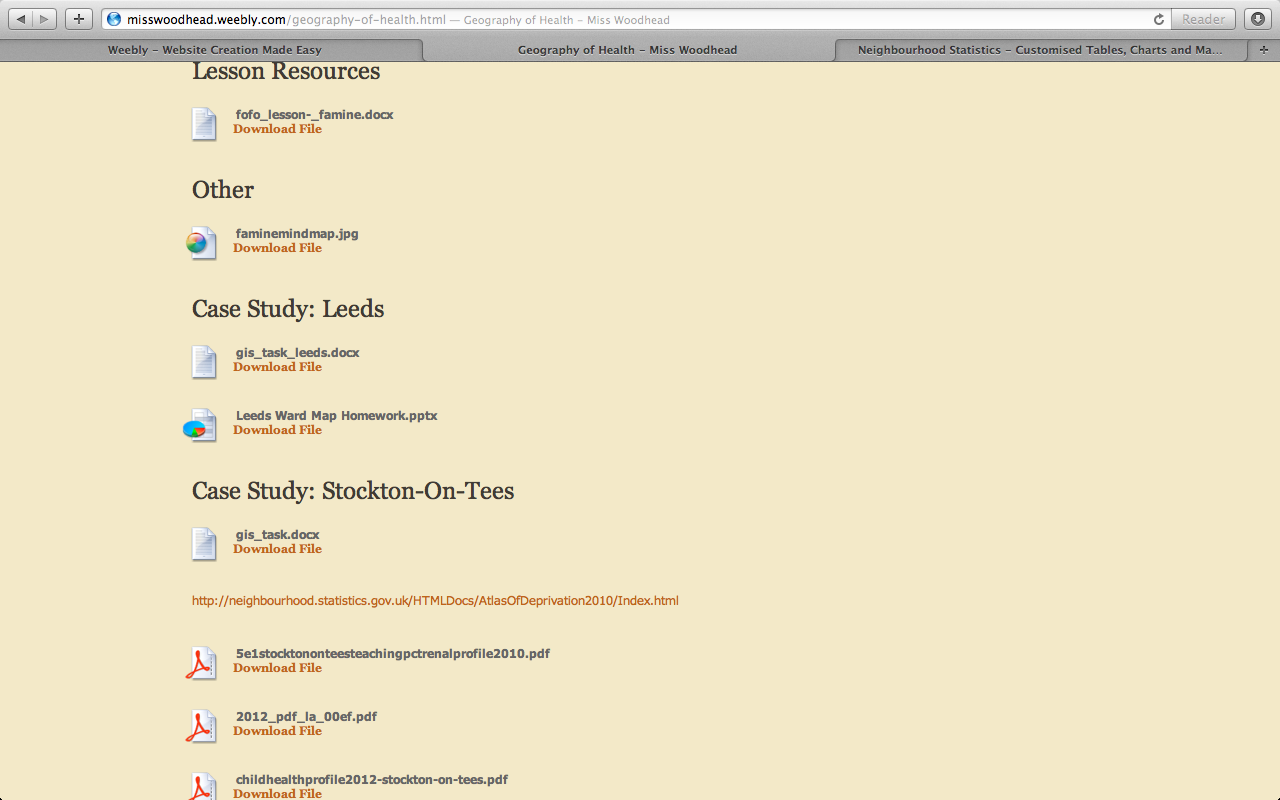 misswoodhead.weebly.com/geography-of-health.html — Geography of Health – Miss Woodhead
Reader
Weebly – Website Creation Made Easy
Geography of Health – Miss Woodhead
Neighbourhood Statistics – Customised Tables, Charts and Ma...
Lesson Resources
fofo_lesson-_famine.docx
Download File
Other
faminemindmap.jpg
Download File
Case Study: Leeds
gis_task_leeds.docx
Download File
Leeds Ward Map Homework.pptx
Download File
Case Study: Stockton-On-Tees
gis_task.docx
Download File
http://neighbourhood.statistics.gov.uk/HTMLDocs/AtlasOfDeprivation2010/Index.html
5e1stocktononteesteachingpctrenalprofile2010.pdf
Download File
2012_pdf_la_00ef.pdf
Download File
childhealthprofile2012-stockton-on-tees.pdf
Download File